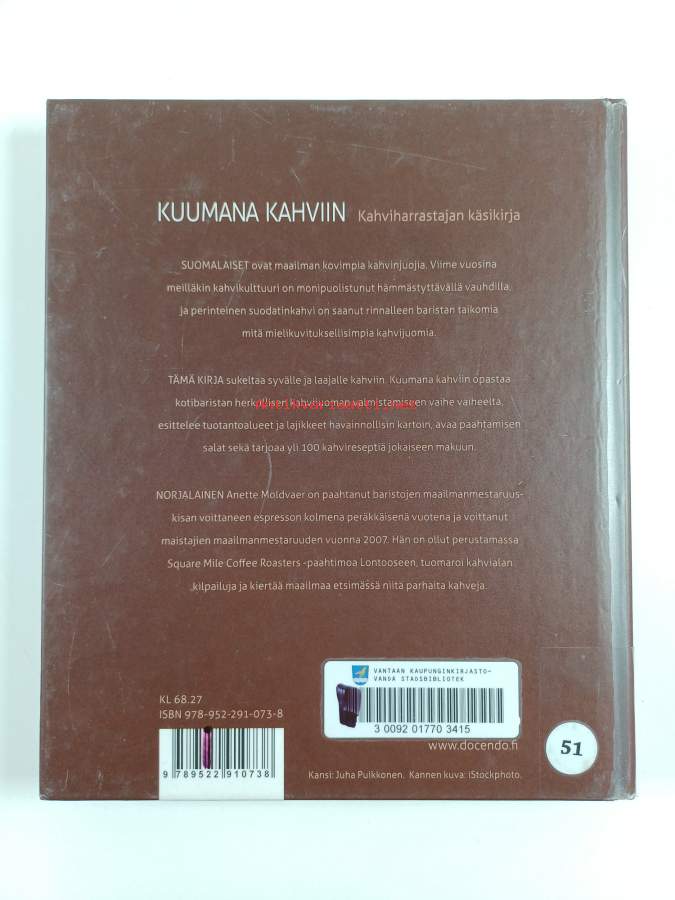 KUUMANA KAHVIIN Kahviharrastajan käsikirja
SUOMALAISET ovat maailman kovimpia kahvinjuojia. Viime vuosina
meilläkin kahvikulttuuri on monipuolistunut hämmästyttävällä vauhdilla,
ja perinteinen suodatinkahvi on saanut rinnalleen baristan taikomia
mitä mielikuvituksellisimpia kahvijuomia.
TÄMÄ KIRJA sukeltaa syvälle ja laajalle kahviin. Kuumana kahviin opastaa
kotibaristan herkullisen kahvijuoman valmistamiseen vaihe vaiheelta,
esittelee tuotantoalueet ja lajikkeet havainnollisin kartoin, avaa paahtamisen
salat sekä tarjoaa yli 100 kahvireseptiä jokaiseen makuun.
NORJALAINEN Anette Moldvaer on paahtanut baristojen maailmanmestaruus-
kisan voittaneen espresson kolmena peräkkäisenä vuotena ja voittanut
maistajien maailmanmestaruuden vuonna 2007. Hän on ollut perustamassa
Square Mile Coffee Roasters -paahtimoa Lontooseen, tuomaroi kahvialan
kilpailuja ja kiertää maailmaa etsimässä niitä parhaita kahveja.
VANTAAN KAUPUNGINKIRJASTO-
VANDA STADSBIBLIOTEK
3 0092 01770 3415
KL 68.27
ISBN 978-952-291-073-8
www.docendo.fi
51
9 789522 910738
Kansi: Juha Pulkkonen. Kannen kuva: iStockphoto.